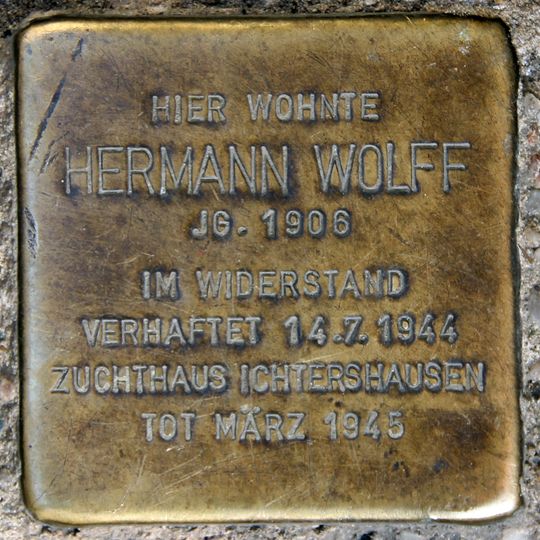 HIER WOHNTE
HERMANN WOLFF
JG. 1906
IM WIDERSTAND
VERHAFTET 14.7.1944
ZUCHTHAUS ICHTERSHAUSEN
TOT MÄRZ 1945